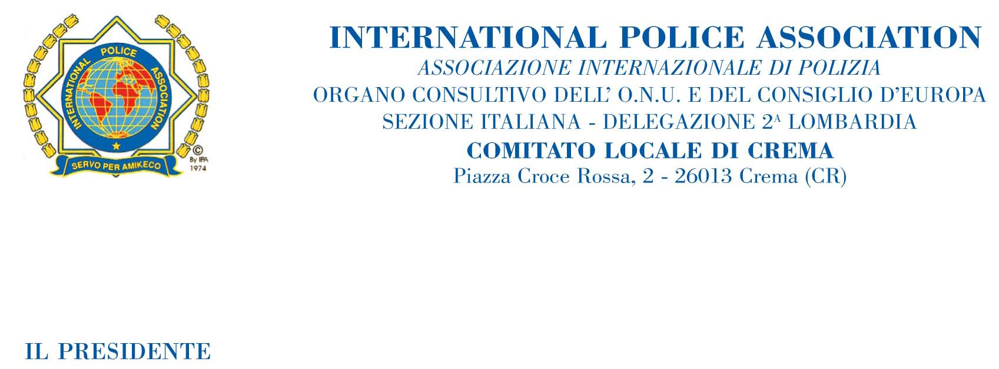 INTERNATIONAL POLICE ASSOCIATION
SERVO PER AMIKECO
©
By IPA
1974
INTERNATIONAL POLICE ASSOCIATION
ASSOCIAZIONE INTERNAZIONALE DI POLIZIA
ORGANO CONSULTIVO DELL’ O.N.U. E DEL CONSIGLIO D’EUROPA
SEZIONE ITALIANA - DELEGAZIONE 2ᴬ LOMBARDIA
COMITATO LOCALE DI CREMA
Piazza Croce Rossa, 2 - 26013 Crema (CR)
IL PRESIDENTE